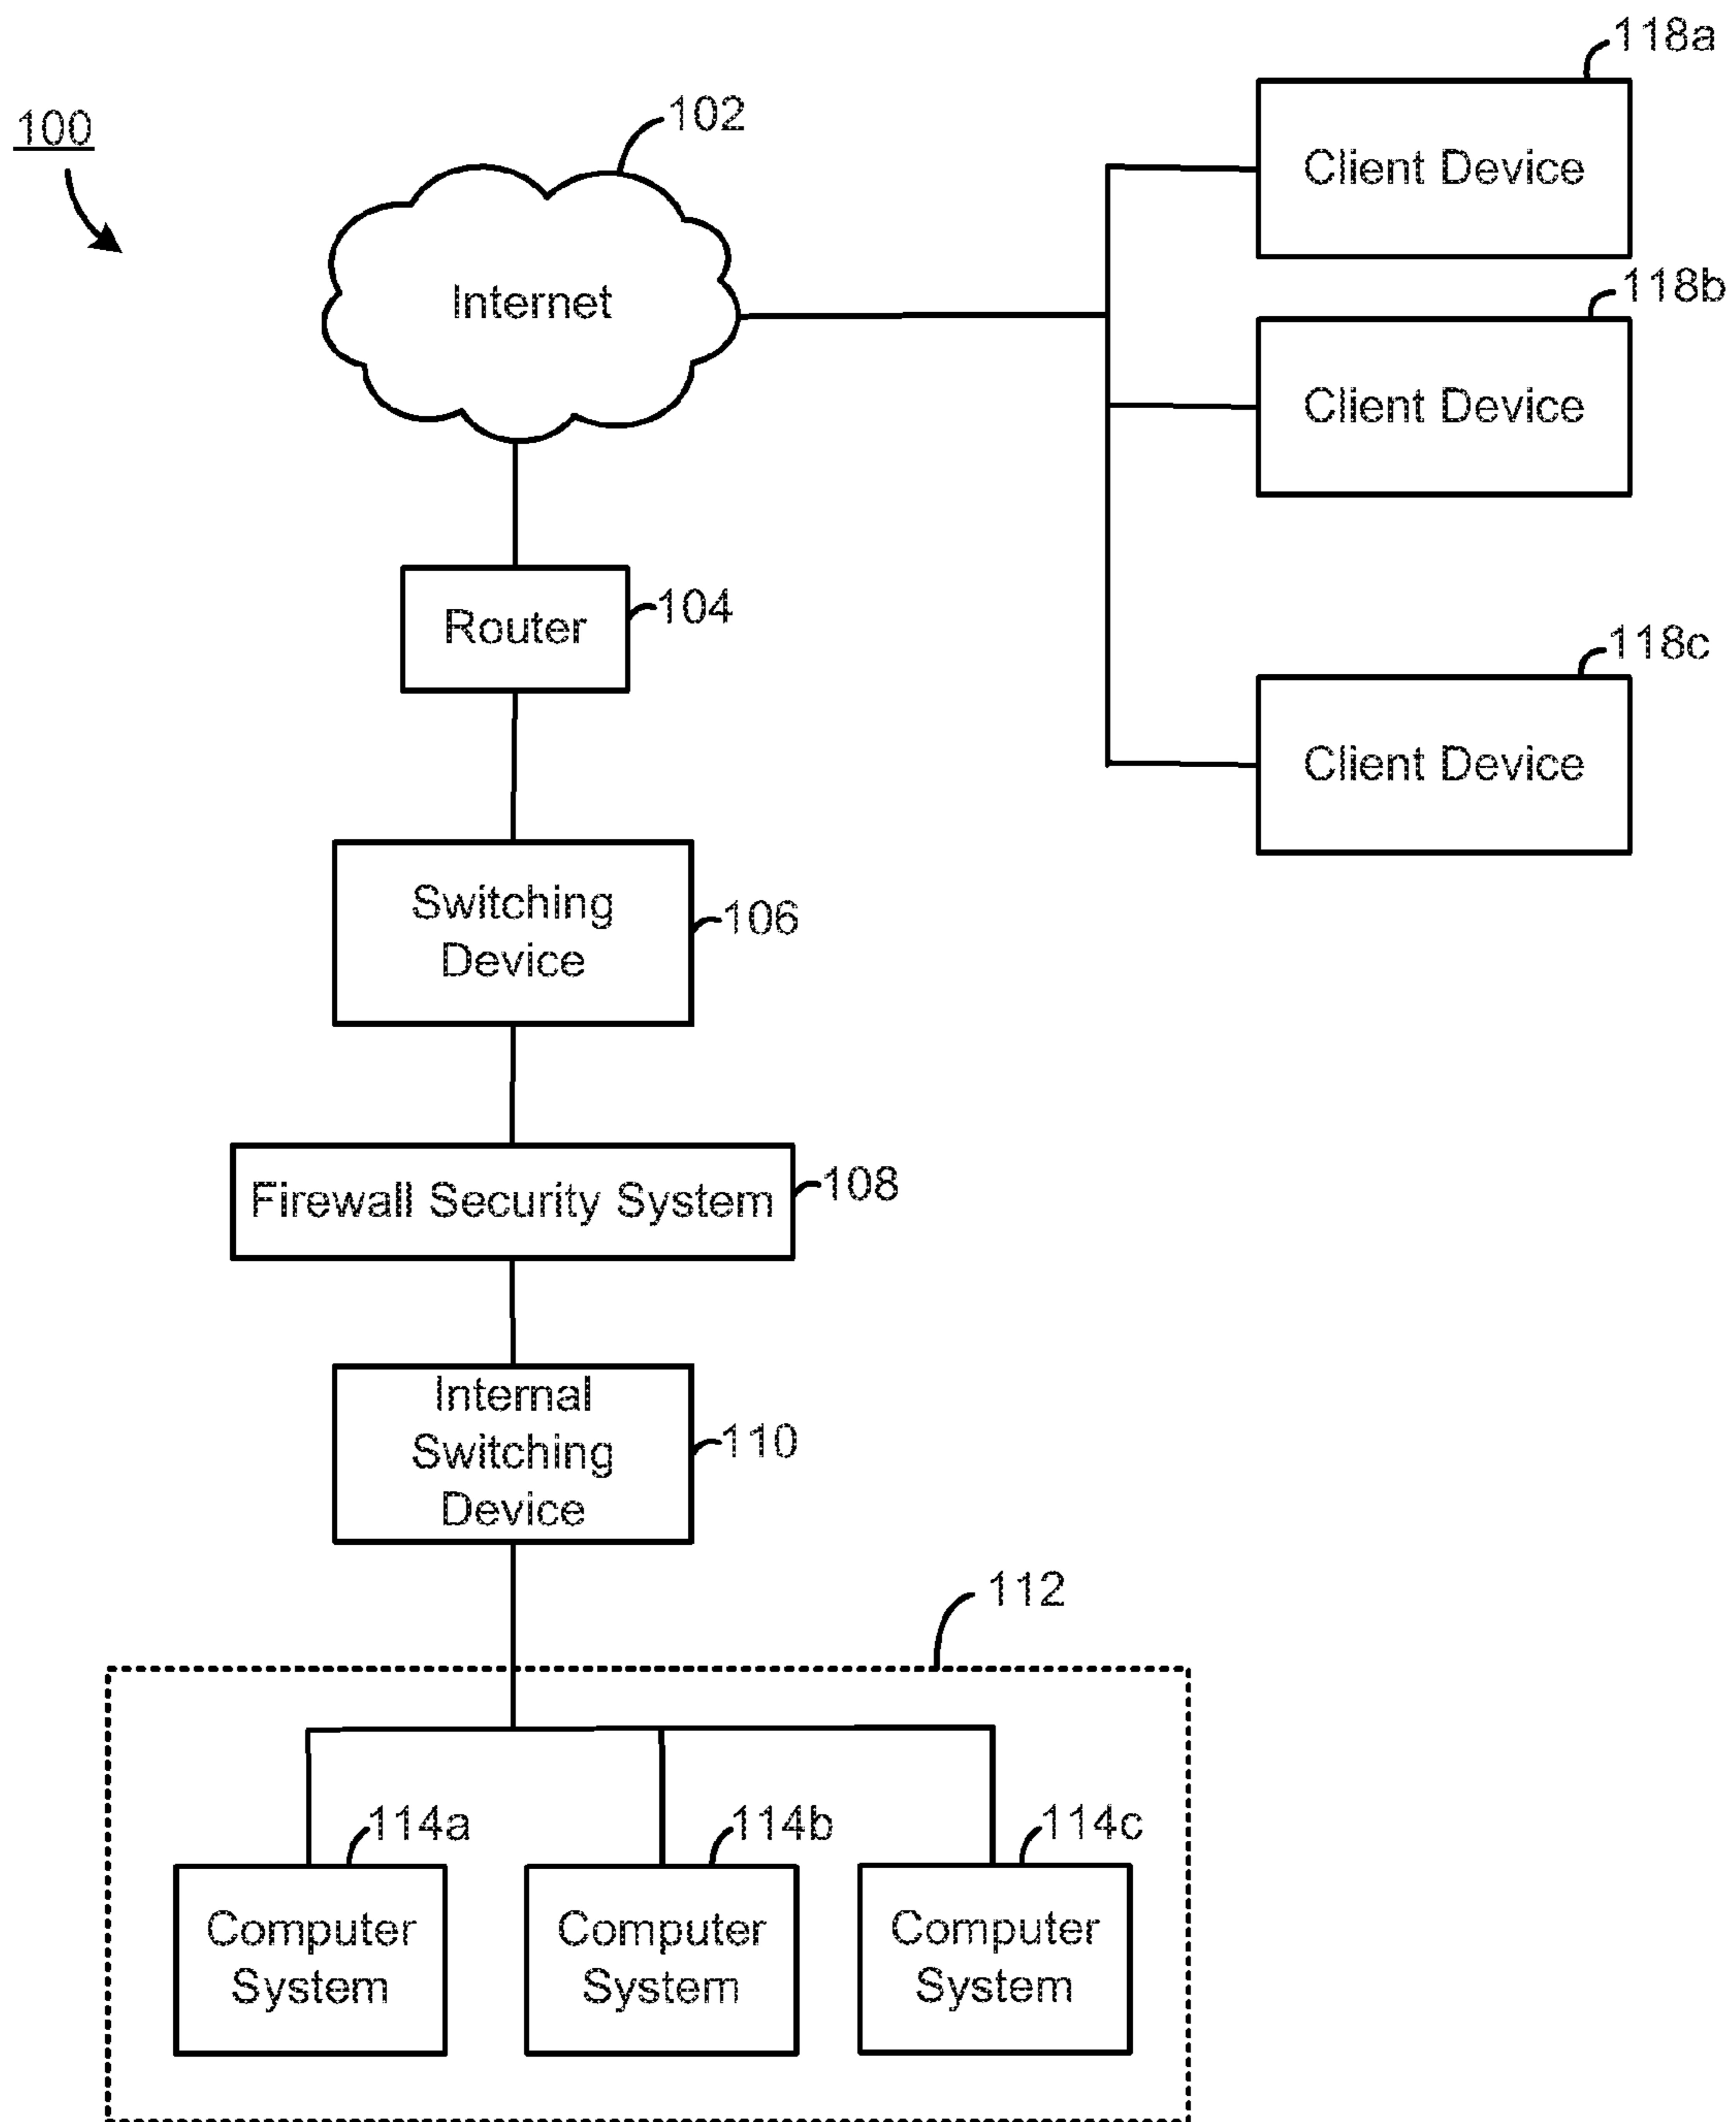 100
102
Internet
118a
Client Device
118b
Client Device
118c
Client Device
Router
104
Switching
Device
106
Firewall Security System
108
Internal
Switching
Device
110
112
114a
Computer
System
114b
Computer
System
114c
Computer
System